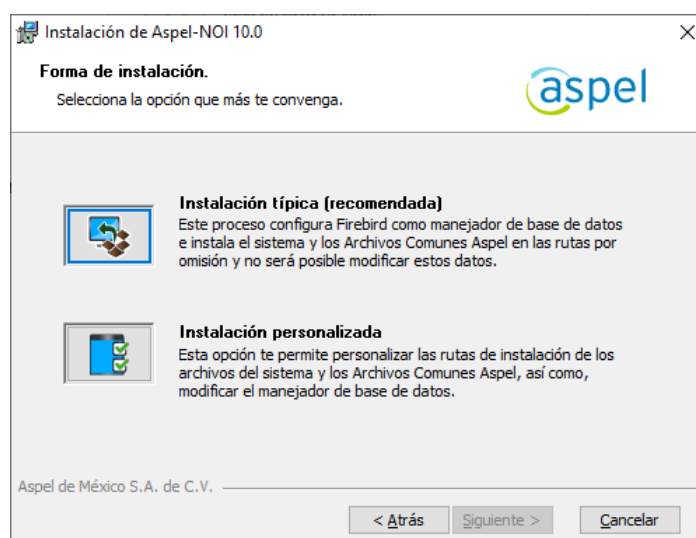 Instalación de Aspel-NOI 10.0
Forma de instalación.
Selecciona la opción que más te convenga.
aspel
Instalación típica (recomendada)
Este proceso configura Firebird como manejador de base de datos
e instala el sistema y los Archivos Comunes Aspel en las rutas por
omisión y no será posible modificar estos datos.
Instalación personalizada
Esta opción te permite personalizar las rutas de instalación de los
archivos del sistema y los Archivos Comunes Aspel, así como,
modificar el manejador de base de datos.
Aspel de México S.A. de C.V.
< Atrás Siguiente > Cancelar